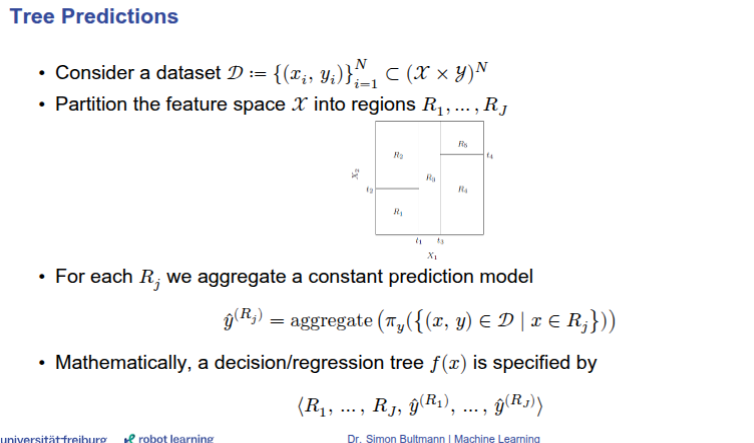 Tree Predictions
• Consider a dataset 𝒟 := {(x_i, y_i)}_{i=1}^N ⊂ (𝒳 × 𝒴)^N
• Partition the feature space 𝒳 into regions R_1, ... , R_J
R_5
R_2
t_4
X_2
R_3
t_2
R_4
R_1
t_1 t_3
X_1
• For each R_j we aggregate a constant prediction model
ŷ^(R_j) = aggregate (π_y({(x, y) ∈ 𝒟 | x ∈ R_j}))
• Mathematically, a decision/regression tree f(x) is specified by
⟨R_1, ... , R_J, ŷ^(R_1), ... , ŷ^(R_J)⟩
universität freiburg robot learning Dr. Simon Bultmann | Machine Learning